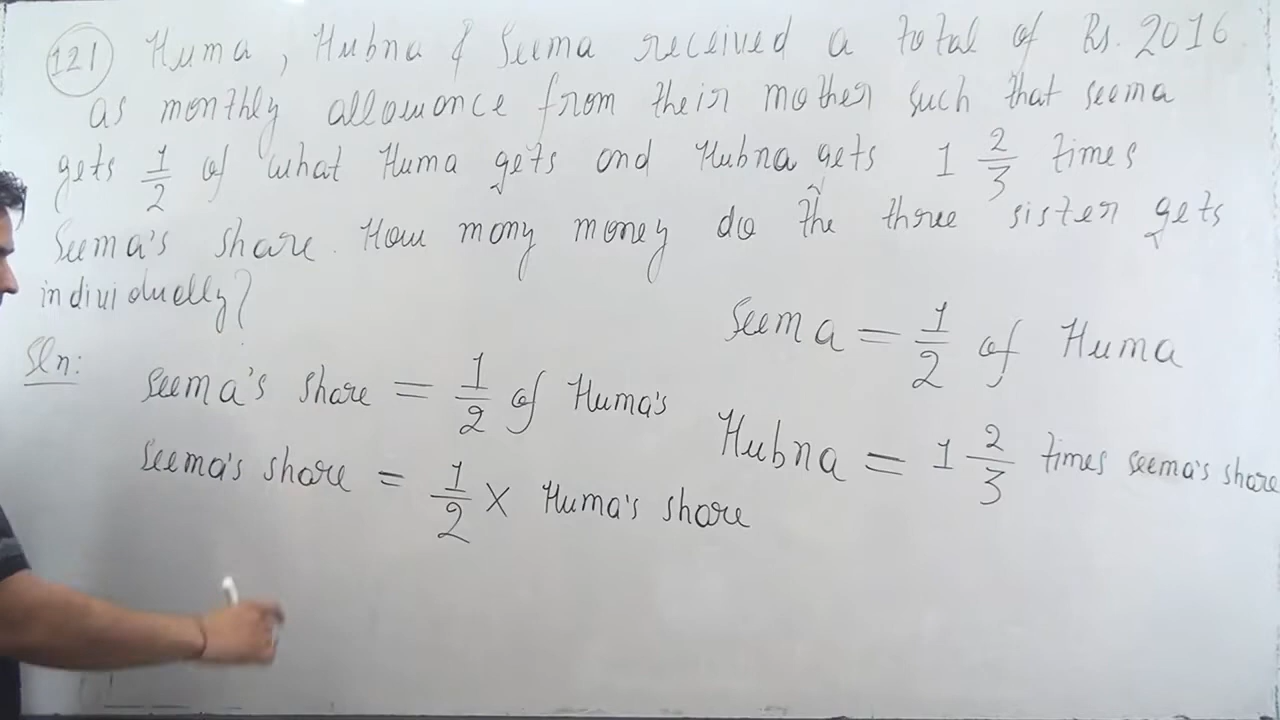 121 Huma, Hubna & Seema received a total of Rs. 2016
as monthly allowance from their mother such that seema
gets 1/2 of what Huma gets and Hubna gets 1 2/3 times
Seema's share. How mony money do the three sister gets
individuelly?
Seema = 1/2 of Huma
Sln:
Seema's share = 1/2 of Huma's
Hubna = 1 2/3 times seema's share
Seema's share = 1/2 × Huma's share